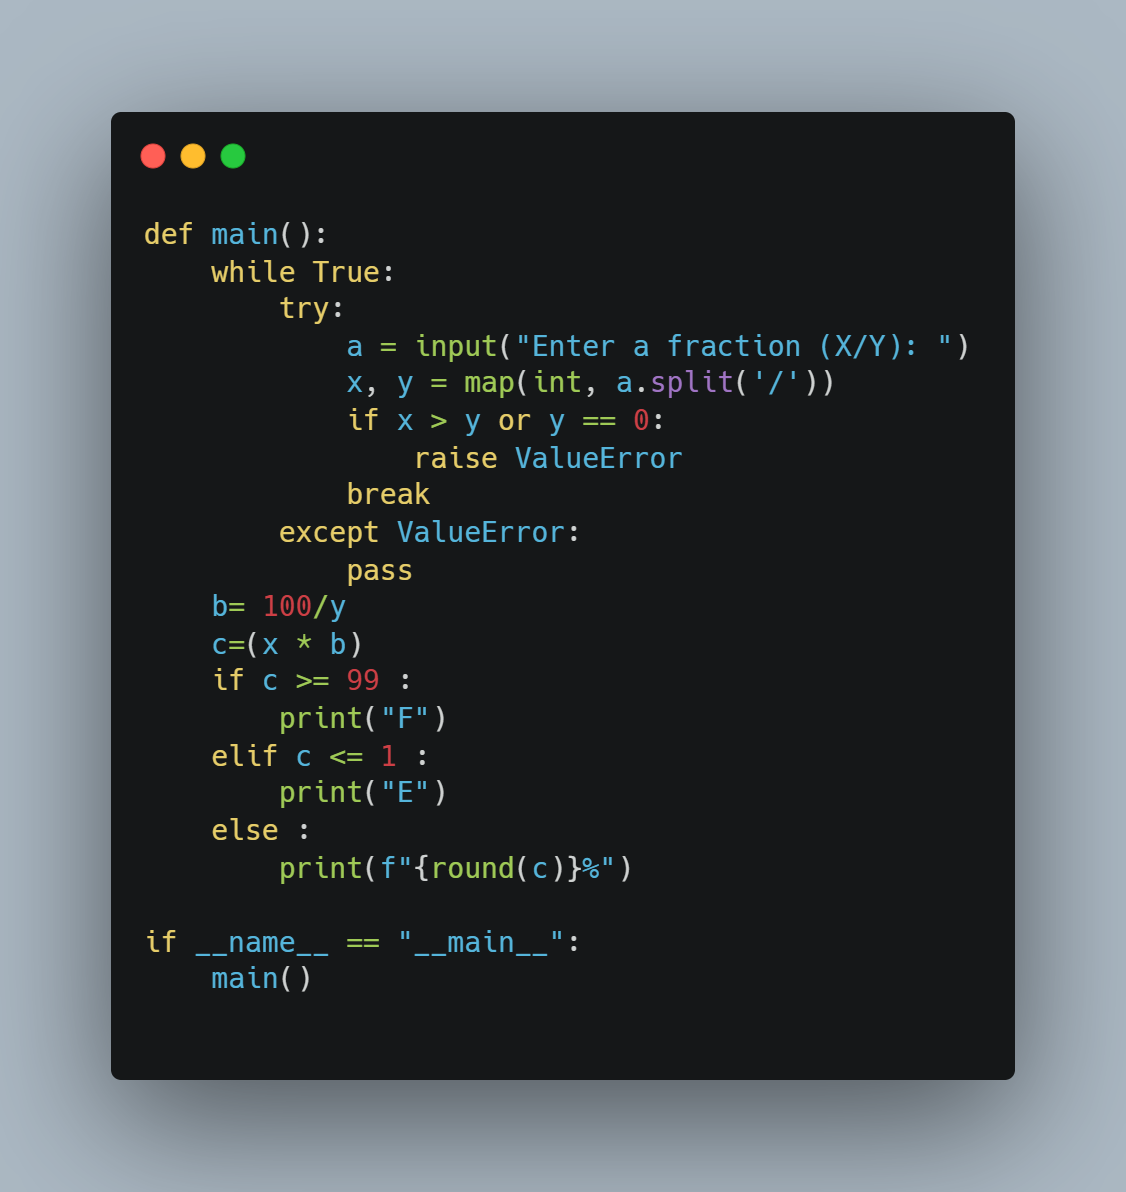 def main():
    while True:
        try:
            a = input("Enter a fraction (X/Y): ")
            x, y = map(int, a.split('/'))
            if x > y or y == 0:
                raise ValueError
            break
        except ValueError:
            pass
    b= 100/y
    c=(x * b)
    if c >= 99 :
        print("F")
    elif c <= 1 :
        print("E")
    else :
        print(f"{round(c)}%")

if __name__ == "__main__":
    main()